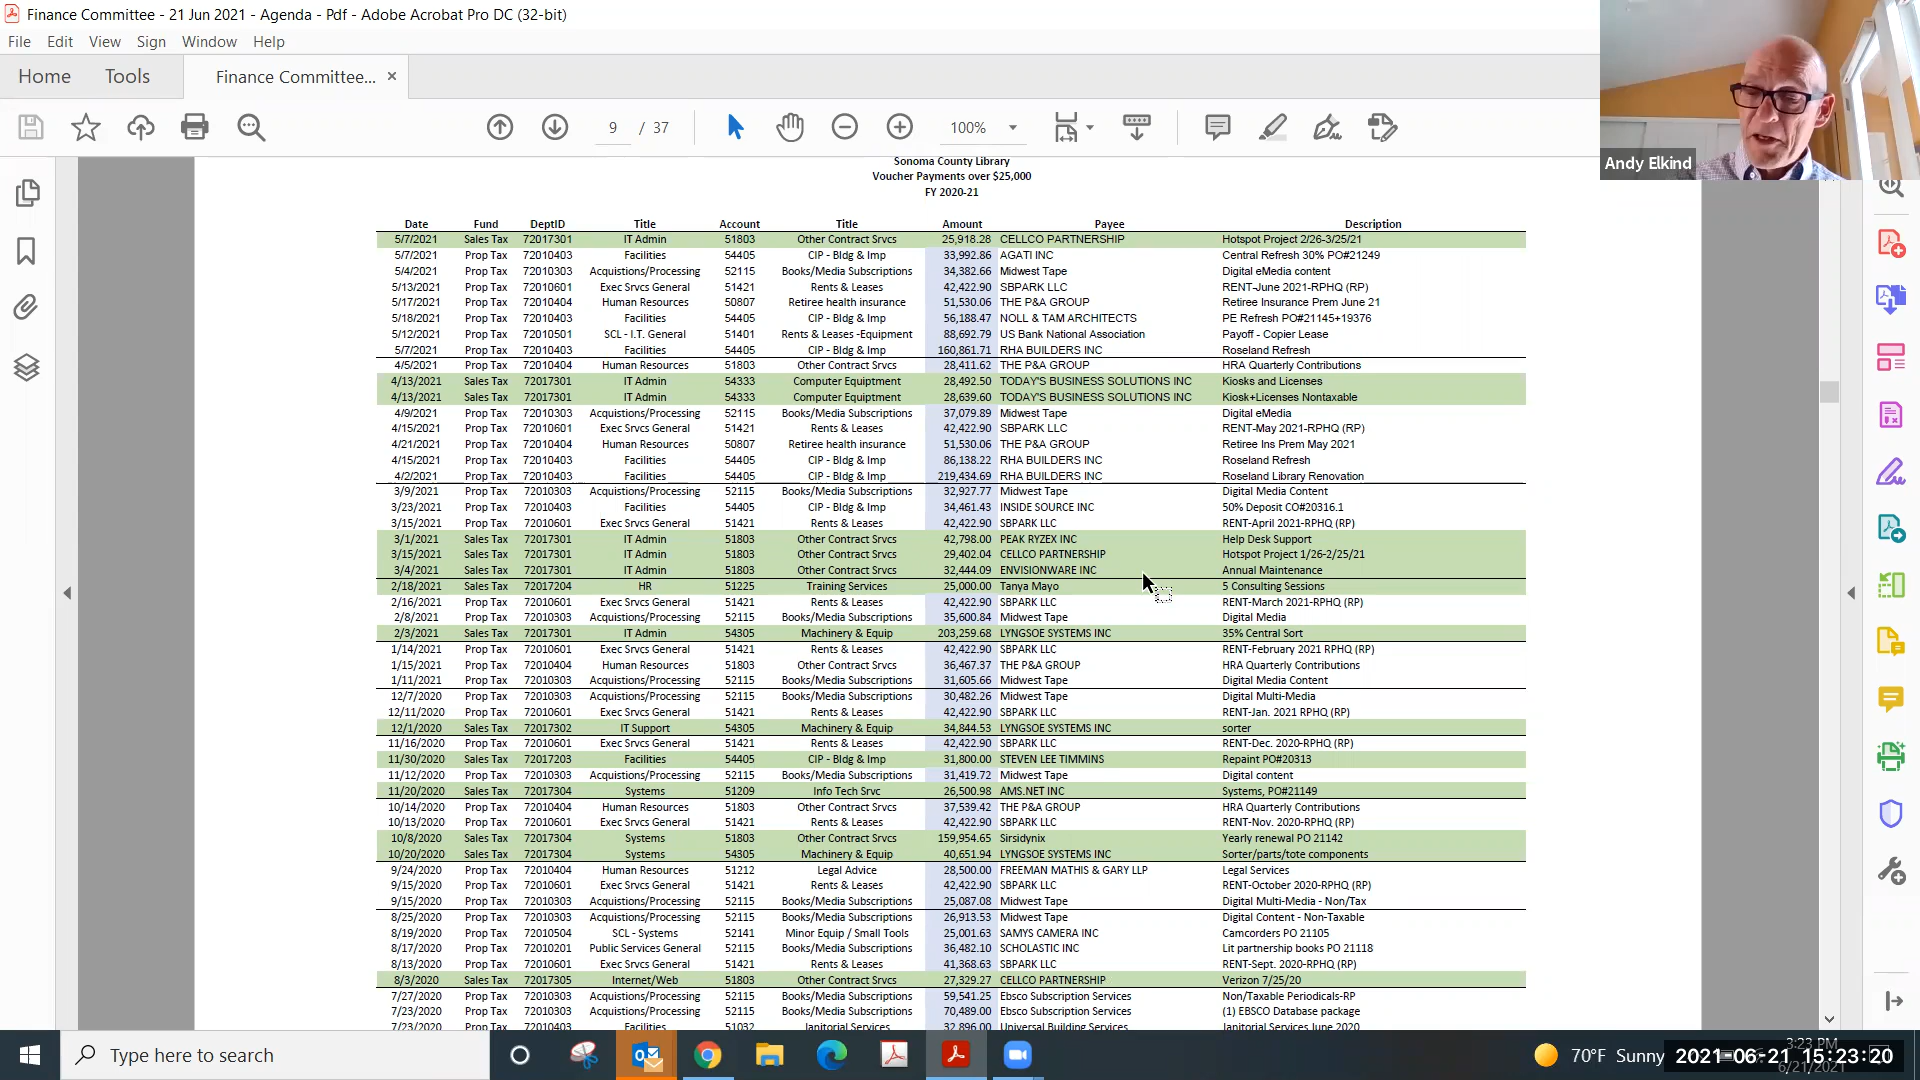 Finance Committee - 21 Jun 2021 - Agenda - Pdf - Adobe Acrobat Pro DC (32-bit)
File Edit View Sign Window Help
Home Tools Finance Committee... ×
9 / 37 100%
Andy Elkind
Sonoma County Library
Voucher Payments over $25,000
FY 2020-21
Date Fund DeptID Title Account Title Amount Payee Description
5/7/2021 Sales Tax 72017301 IT Admin 51803 Other Contract Srvcs 25,918.28 CELLCO PARTNERSHIP Hotspot Project 2/26-3/25/21
5/7/2021 Prop Tax 72010403 Facilities 54405 CIP - Bldg & Imp 33,992.86 AGATI INC Central Refresh 30% PO#21249
5/4/2021 Prop Tax 72010303 Acquistions/Processing 52115 Books/Media Subscriptions 34,382.66 Midwest Tape Digital eMedia content
5/13/2021 Prop Tax 72010601 Exec Srvcs General 51421 Rents & Leases 42,422.90 SBPARK LLC RENT-June 2021-RPHQ (RP)
5/17/2021 Prop Tax 72010404 Human Resources 50807 Retiree health insurance 51,530.06 THE P&A GROUP Retiree Insurance Prem June 21
5/18/2021 Prop Tax 72010403 Facilities 54405 CIP - Bldg & Imp 56,188.47 NOLL & TAM ARCHITECTS PE Refresh PO#21145+19376
5/12/2021 Prop Tax 72010501 SCL - I.T. General 51401 Rents & Leases -Equipment 88,692.79 US Bank National Association Payoff - Copier Lease
5/7/2021 Prop Tax 72010403 Facilities 54405 CIP - Bldg & Imp 160,861.71 RHA BUILDERS INC Roseland Refresh
4/5/2021 Prop Tax 72010404 Human Resources 51803 Other Contract Srvcs 28,411.62 THE P&A GROUP HRA Quarterly Contributions
4/13/2021 Sales Tax 72017301 IT Admin 54333 Computer Equiptment 28,492.50 TODAY'S BUSINESS SOLUTIONS INC Kiosks and Licenses
4/13/2021 Sales Tax 72017301 IT Admin 54333 Computer Equiptment 28,639.60 TODAY'S BUSINESS SOLUTIONS INC Kiosk+Licenses Nontaxable
4/9/2021 Prop Tax 72010303 Acquistions/Processing 52115 Books/Media Subscriptions 37,079.89 Midwest Tape Digital eMedia
4/15/2021 Prop Tax 72010601 Exec Srvcs General 51421 Rents & Leases 42,422.90 SBPARK LLC RENT-May 2021-RPHQ (RP)
4/21/2021 Prop Tax 72010404 Human Resources 50807 Retiree health insurance 51,530.06 THE P&A GROUP Retiree Ins Prem May 2021
4/15/2021 Prop Tax 72010403 Facilities 54405 CIP - Bldg & Imp 86,138.22 RHA BUILDERS INC Roseland Refresh
4/2/2021 Prop Tax 72010403 Facilities 54405 CIP - Bldg & Imp 219,434.69 RHA BUILDERS INC Roseland Library Renovation
3/9/2021 Prop Tax 72010303 Acquistions/Processing 52115 Books/Media Subscriptions 32,927.77 Midwest Tape Digital Media Content
3/23/2021 Prop Tax 72010403 Facilities 54405 CIP - Bldg & Imp 34,461.43 INSIDE SOURCE INC 50% Deposit CO#20316.1
3/15/2021 Prop Tax 72010601 Exec Srvcs General 51421 Rents & Leases 42,422.90 SBPARK LLC RENT-April 2021-RPHQ (RP)
3/1/2021 Sales Tax 72017301 IT Admin 51803 Other Contract Srvcs 42,798.00 PEAK RYZEX INC Help Desk Support
3/15/2021 Sales Tax 72017301 IT Admin 51803 Other Contract Srvcs 29,402.04 CELLCO PARTNERSHIP Hotspot Project 1/26-2/25/21
3/4/2021 Sales Tax 72017301 IT Admin 51803 Other Contract Srvcs 32,444.09 ENVISIONWARE INC Annual Maintenance
2/18/2021 Sales Tax 72017204 HR 51225 Training Services 25,000.00 Tanya Mayo 5 Consulting Sessions
2/16/2021 Prop Tax 72010601 Exec Srvcs General 51421 Rents & Leases 42,422.90 SBPARK LLC RENT-March 2021-RPHQ (RP)
2/8/2021 Prop Tax 72010303 Acquistions/Processing 52115 Books/Media Subscriptions 35,600.84 Midwest Tape Digital Media
2/3/2021 Sales Tax 72017301 IT Admin 54305 Machinery & Equip 203,259.68 LYNGSOE SYSTEMS INC 35% Central Sort
1/14/2021 Prop Tax 72010601 Exec Srvcs General 51421 Rents & Leases 42,422.90 SBPARK LLC RENT-February 2021 RPHQ (RP)
1/15/2021 Prop Tax 72010404 Human Resources 51803 Other Contract Srvcs 36,467.37 THE P&A GROUP HRA Quarterly Contributions
1/11/2021 Prop Tax 72010303 Acquistions/Processing 52115 Books/Media Subscriptions 31,605.66 Midwest Tape Digital Media Content
12/7/2020 Prop Tax 72010303 Acquistions/Processing 52115 Books/Media Subscriptions 30,482.26 Midwest Tape Digital Multi-Media
12/11/2020 Prop Tax 72010601 Exec Srvcs General 51421 Rents & Leases 42,422.90 SBPARK LLC RENT-Jan. 2021 RPHQ (RP)
12/1/2020 Sales Tax 72017302 IT Support 54305 Machinery & Equip 34,844.53 LYNGSOE SYSTEMS INC sorter
11/16/2020 Prop Tax 72010601 Exec Srvcs General 51421 Rents & Leases 42,422.90 SBPARK LLC RENT-Dec. 2020-RPHQ (RP)
11/30/2020 Sales Tax 72017203 Facilities 54405 CIP - Bldg & Imp 31,800.00 STEVEN LEE TIMMINS Repaint PO#20313
11/12/2020 Prop Tax 72010303 Acquistions/Processing 52115 Books/Media Subscriptions 31,419.72 Midwest Tape Digital content
11/20/2020 Sales Tax 72017304 Systems 51209 Info Tech Srvc 26,500.98 AMS.NET INC Systems, PO#21149
10/14/2020 Prop Tax 72010404 Human Resources 51803 Other Contract Srvcs 37,539.42 THE P&A GROUP HRA Quarterly Contributions
10/13/2020 Prop Tax 72010601 Exec Srvcs General 51421 Rents & Leases 42,422.90 SBPARK LLC RENT-Nov. 2020-RPHQ (RP)
10/8/2020 Sales Tax 72017304 Systems 51803 Other Contract Srvcs 159,954.65 Sirsidynix Yearly renewal PO 21142
10/20/2020 Sales Tax 72017304 Systems 54305 Machinery & Equip 40,651.94 LYNGSOE SYSTEMS INC Sorter/parts/tote components
9/24/2020 Prop Tax 72010404 Human Resources 51212 Legal Advice 28,500.00 FREEMAN MATHIS & GARY LLP Legal Services
9/15/2020 Prop Tax 72010601 Exec Srvcs General 51421 Rents & Leases 42,422.90 SBPARK LLC RENT-October 2020-RPHQ (RP)
9/15/2020 Prop Tax 72010303 Acquistions/Processing 52115 Books/Media Subscriptions 25,087.08 Midwest Tape Digital Multi-Media - Non/Tax
8/25/2020 Prop Tax 72010303 Acquistions/Processing 52115 Books/Media Subscriptions 26,913.53 Midwest Tape Digital Content - Non-Taxable
8/19/2020 Prop Tax 72010504 SCL - Systems 52141 Minor Equip / Small Tools 25,001.63 SAMYS CAMERA INC Camcorders PO 21105
8/17/2020 Prop Tax 72010201 Public Services General 52115 Books/Media Subscriptions 36,482.10 SCHOLASTIC INC Lit partnership books PO 21118
8/13/2020 Prop Tax 72010601 Exec Srvcs General 51421 Rents & Leases 41,368.63 SBPARK LLC RENT-Sept. 2020-RPHQ (RP)
8/3/2020 Sales Tax 72017305 Internet/Web 51803 Other Contract Srvcs 27,329.27 CELLCO PARTNERSHIP Verizon 7/25/20
7/27/2020 Prop Tax 72010303 Acquistions/Processing 52115 Books/Media Subscriptions 59,541.25 Ebsco Subscription Services Non/Taxable Periodicals-RP
7/23/2020 Prop Tax 72010303 Acquistions/Processing 52115 Books/Media Subscriptions 70,489.00 Ebsco Subscription Services (1) EBSCO Database package
7/23/2020 Prop Tax 72010403 Facilities 51032 Janitorial Services 32,896.00 Universal Building Services Janitorial Services June 2020
Type here to search
70°F Sunny
3:23 PM
2021-06-21 15:23:20
6/21/2021